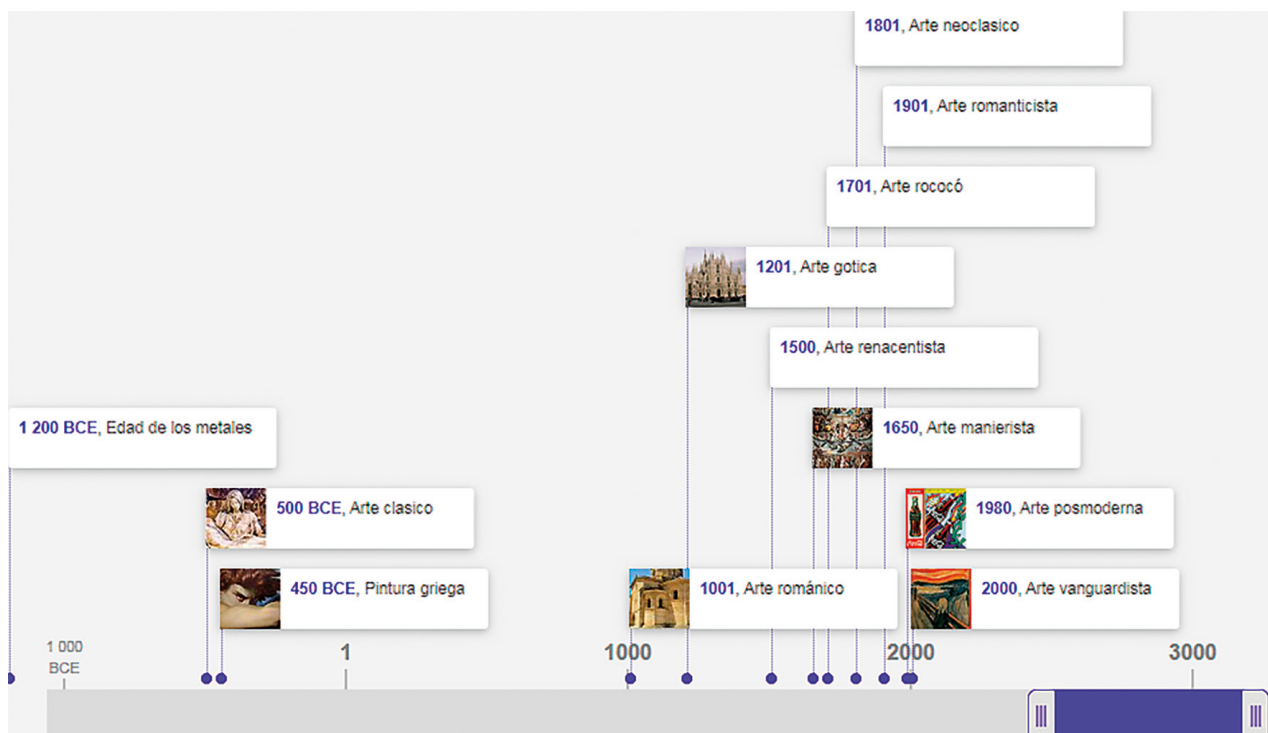 1801, Arte neoclasico
1901, Arte romanticista
1701, Arte rococó
1201, Arte gotica
1500, Arte renacentista
1 200 BCE, Edad de los metales
1650, Arte manierista
500 BCE, Arte clasico
1980, Arte posmoderna
450 BCE, Pintura griega
1001, Arte románico
2000, Arte vanguardista
1 000
BCE
1
1000
2000
3000